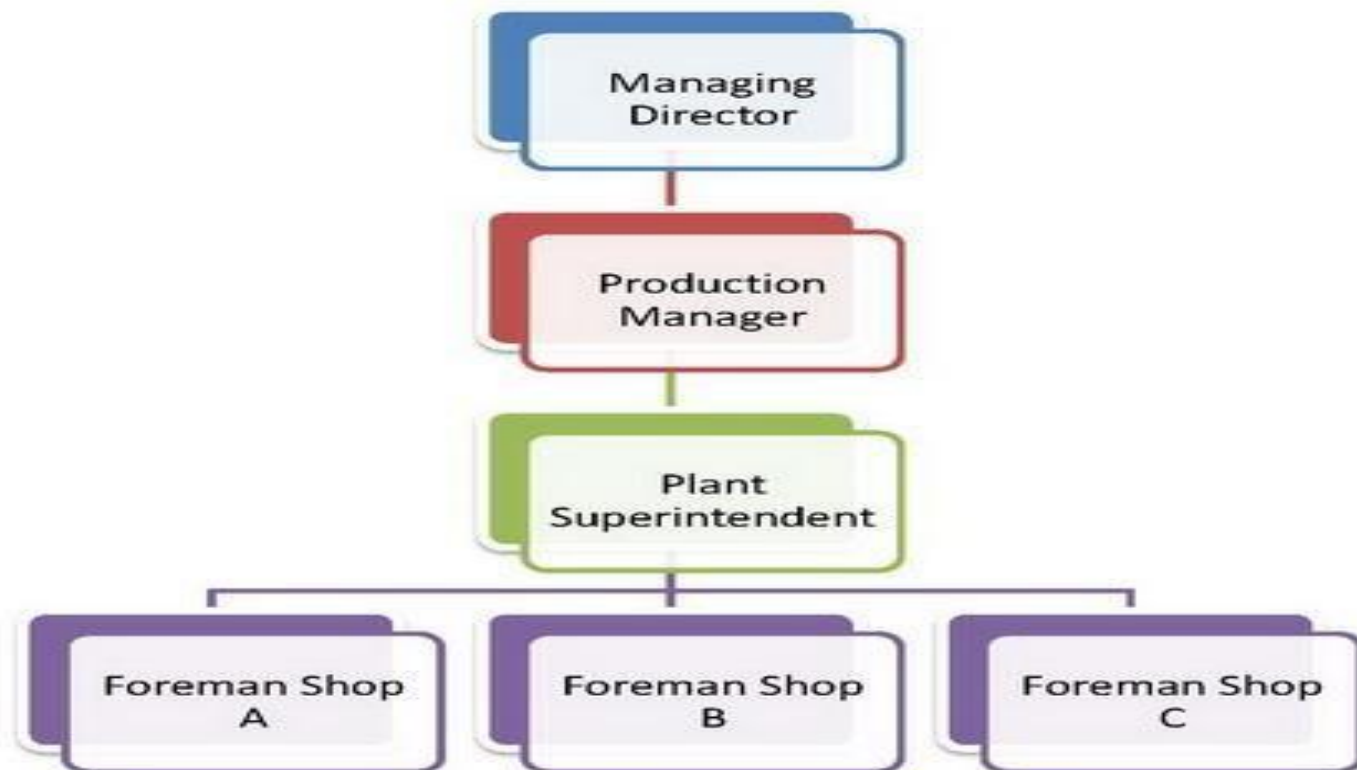 Managing
Director
Production
Manager
Plant
Superintendent
Foreman Shop
A
Foreman Shop
B
Foreman Shop
C